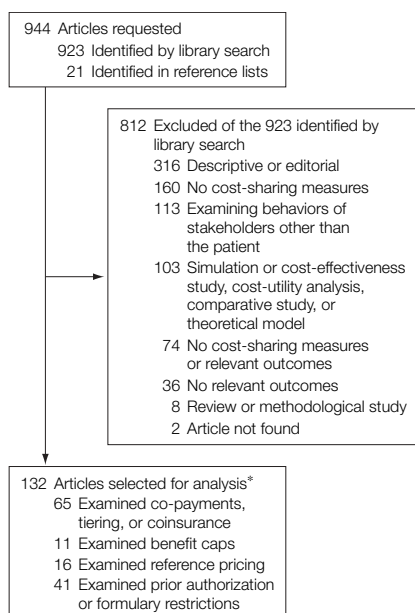 944 Articles requested
923 Identified by library search
21 Identified in reference lists
812 Excluded of the 923 identified by
library search
316 Descriptive or editorial
160 No cost-sharing measures
113 Examining behaviors of
stakeholders other than
the patient
103 Simulation or cost-effectiveness
study, cost-utility analysis,
comparative study, or
theoretical model
74 No cost-sharing measures
or relevant outcomes
36 No relevant outcomes
8 Review or methodological study
2 Article not found
132 Articles selected for analysis*
65 Examined co-payments,
tiering, or coinsurance
11 Examined benefit caps
16 Examined reference pricing
41 Examined prior authorization
or formulary restrictions